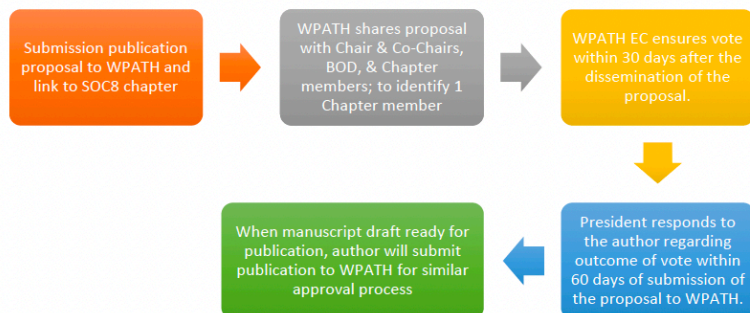 Submission publication
proposal to WPATH and
link to SOC8 chapter
WPATH shares proposal
with Chair & Co-Chairs,
BOD, & Chapter
members; to identify 1
Chapter member
WPATH EC ensures vote
within 30 days after the
dissemination of the
proposal.
President responds to
the author regarding
outcome of vote within
60 days of submission of
the proposal to WPATH.
When manuscript draft ready for
publication, author will submit
publication to WPATH for similar
approval process